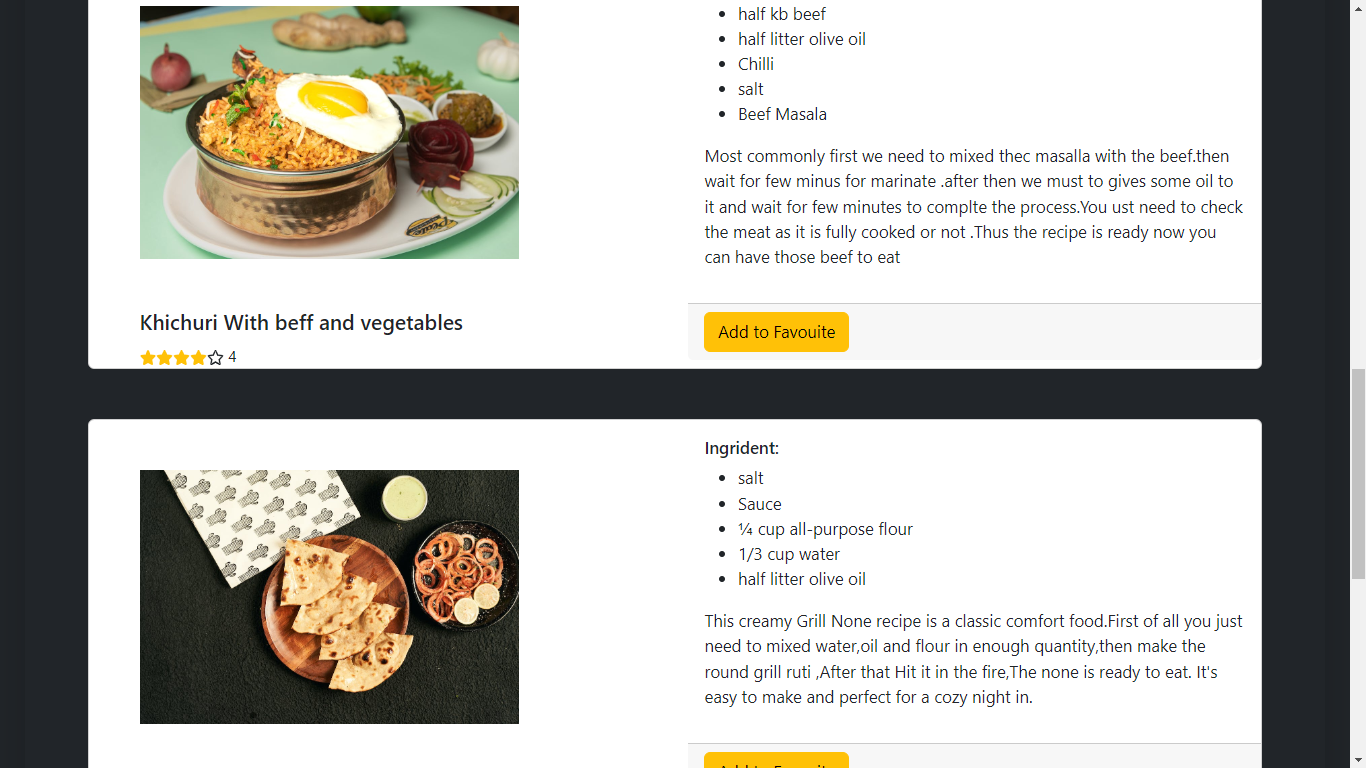 half kb beef
half litter olive oil
Chilli
salt
Beef Masala
Most commonly first we need to mixed thec masalla with the beef.then
wait for few minus for marinate .after then we must to gives some oil to
it and wait for few minutes to complte the process.You ust need to check
the meat as it is fully cooked or not .Thus the recipe is ready now you
can have those beef to eat
Khichuri With beff and vegetables
4
Add to Favouite
Ingrident:
salt
Sauce
¼ cup all-purpose flour
1/3 cup water
half litter olive oil
This creamy Grill None recipe is a classic comfort food.First of all you just
need to mixed water,oil and flour in enough quantity,then make the
round grill ruti ,After that Hit it in the fire,The none is ready to eat. It's
easy to make and perfect for a cozy night in.